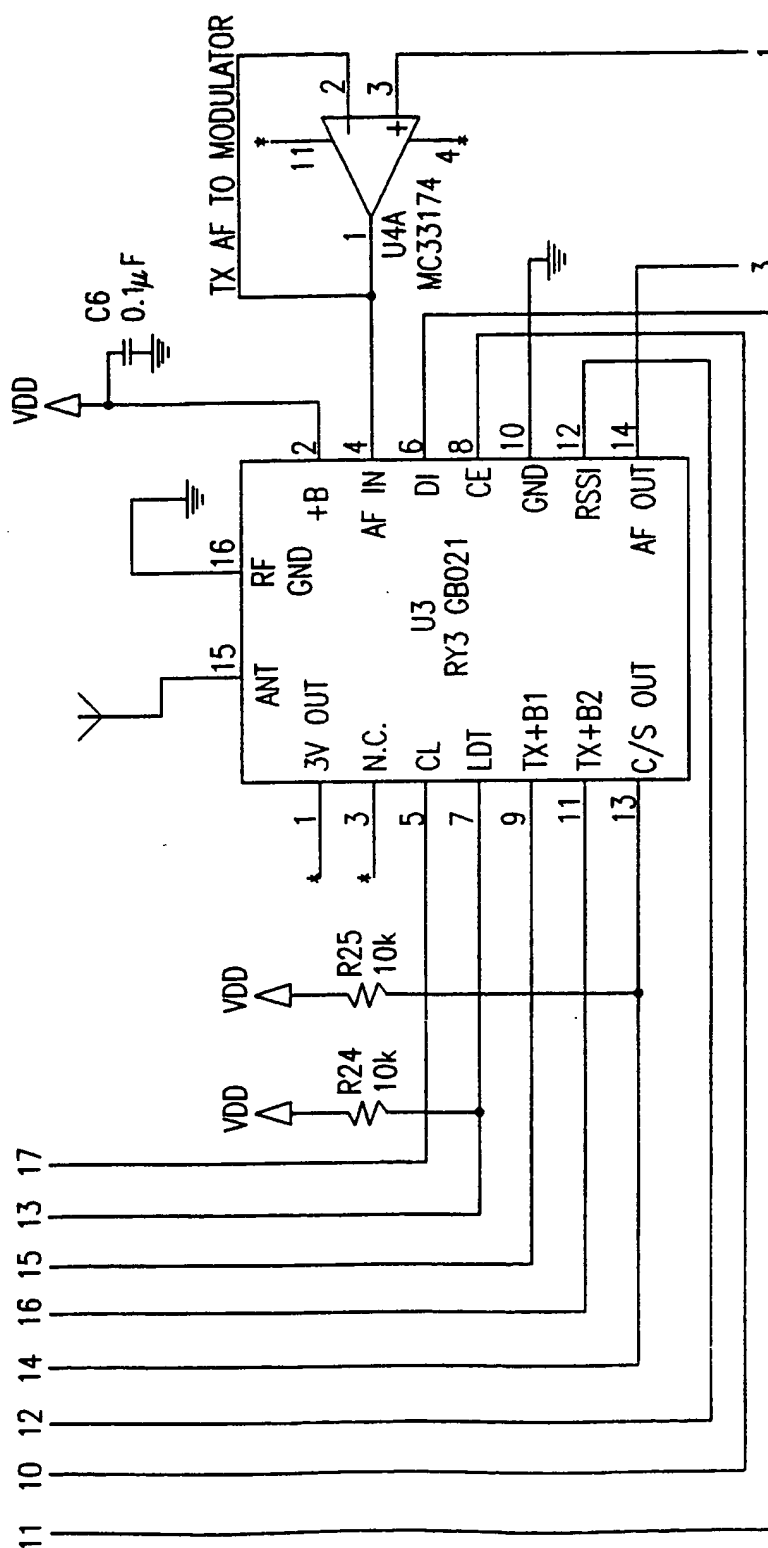 TX AF TO MODULATOR
2
3
11
4
1
U4A
MC33174
C6
0.1µF
VDD
2
4
6
8
10
12
14
16
15
+B
AF IN
DI
CE
GND
RSSI
AF OUT
RF
GND
ANT
U3
RY3 GB021
3V OUT
N.C.
CL
LDT
TX+B1
TX+B2
C/S OUT
1
3
5
7
9
11
13
VDD
R25
10k
VDD
R24
10k
17
13
15
16
14
12
10
11